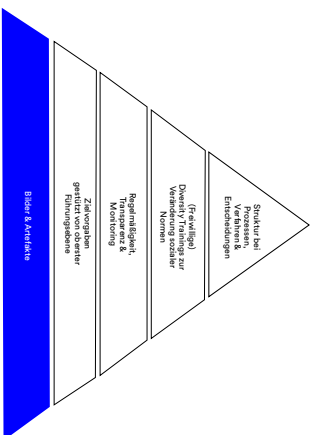 Struktur bei
Prozessen,
Verfahren &
Entscheidungen
(Freiwillige)
Diversity Trainings zur
Veränderung sozialer
Normen
Regelmäßigkeit,
Transparenz &
Monitoring
Zielvorgaben
gestützt von oberster
Führungsebene
Bilder & Artefakte